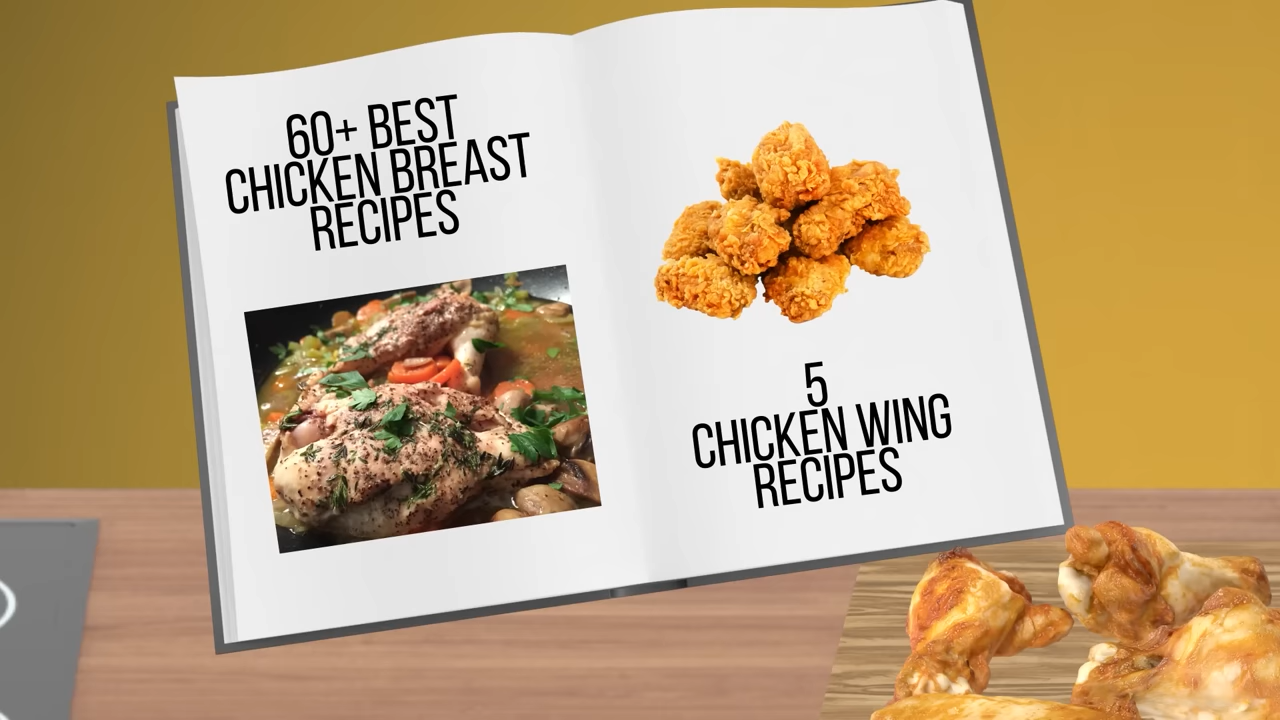 60+ BEST
CHICKEN BREAST
RECIPES
5
CHICKEN WING
RECIPES